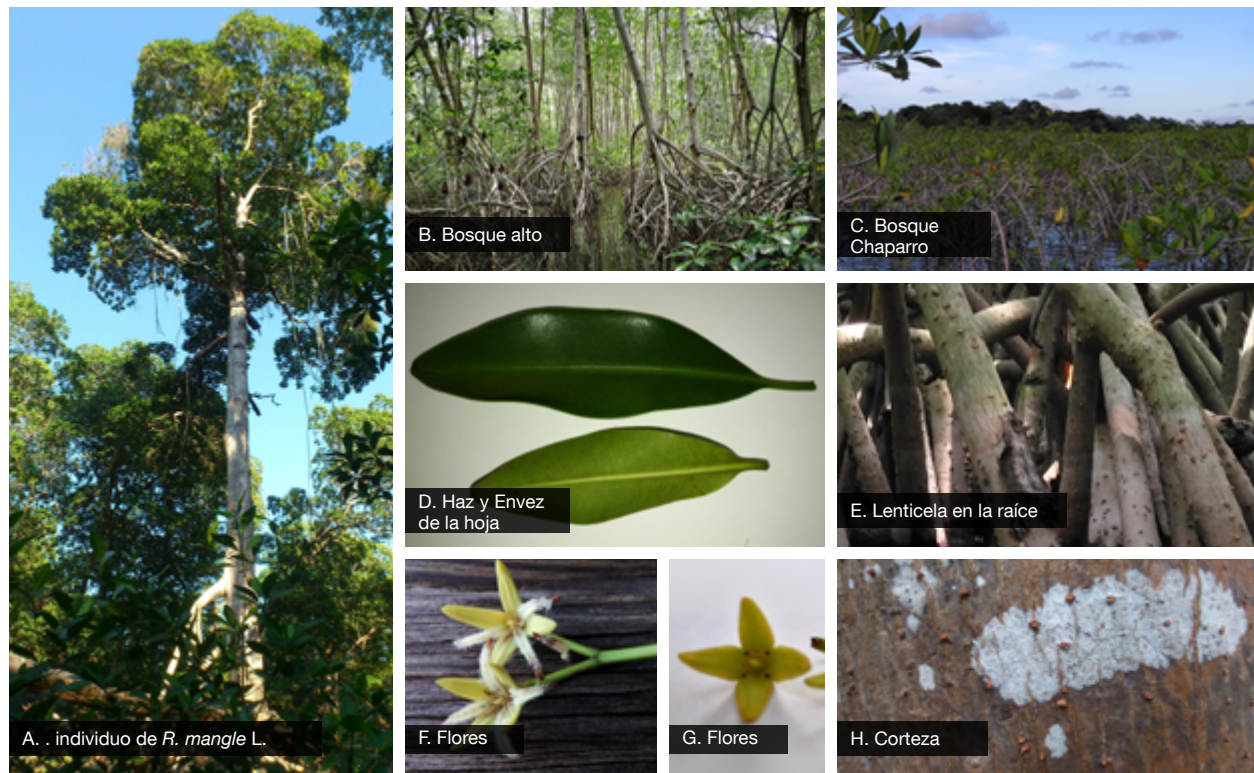 A. . individuo de R. mangle L.
B. Bosque alto
C. Bosque
Chaparro
D. Haz y Envez
de la hoja
E. Lenticela en la raíce
F. Flores
G. Flores
H. Corteza